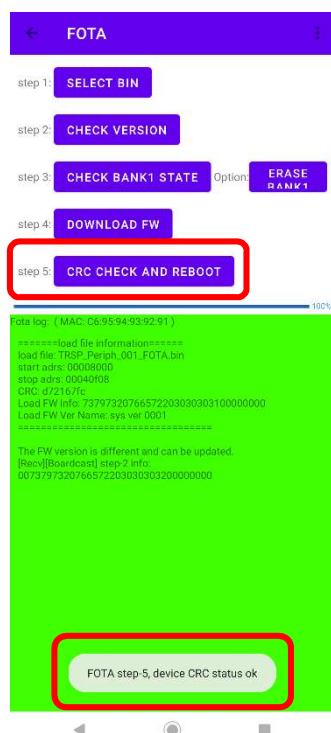 FOTA
step 1: SELECT BIN
step 2: CHECK VERSION
step 3: CHECK BANK1 STATE Option: ERASE BANK1
step 4: DOWNLOAD FW
step 5: CRC CHECK AND REBOOT
100%
Fota log: ( MAC: C6:95:94:93:92:91 )
=======load file information======
load file: TRSP_Periph_001_FOTA.bin
start adrs: 00008000
stop adrs: 00040f08
CRC: d72167fc
Load FW Info: 73797320766572203030303100000000
Load FW Ver Name: sys ver 0001
==================================
The FW version is different and can be updated.
[Recv][Boardcast] step-2 info:
0073797320766572203030303200000000
FOTA step-5, device CRC status ok